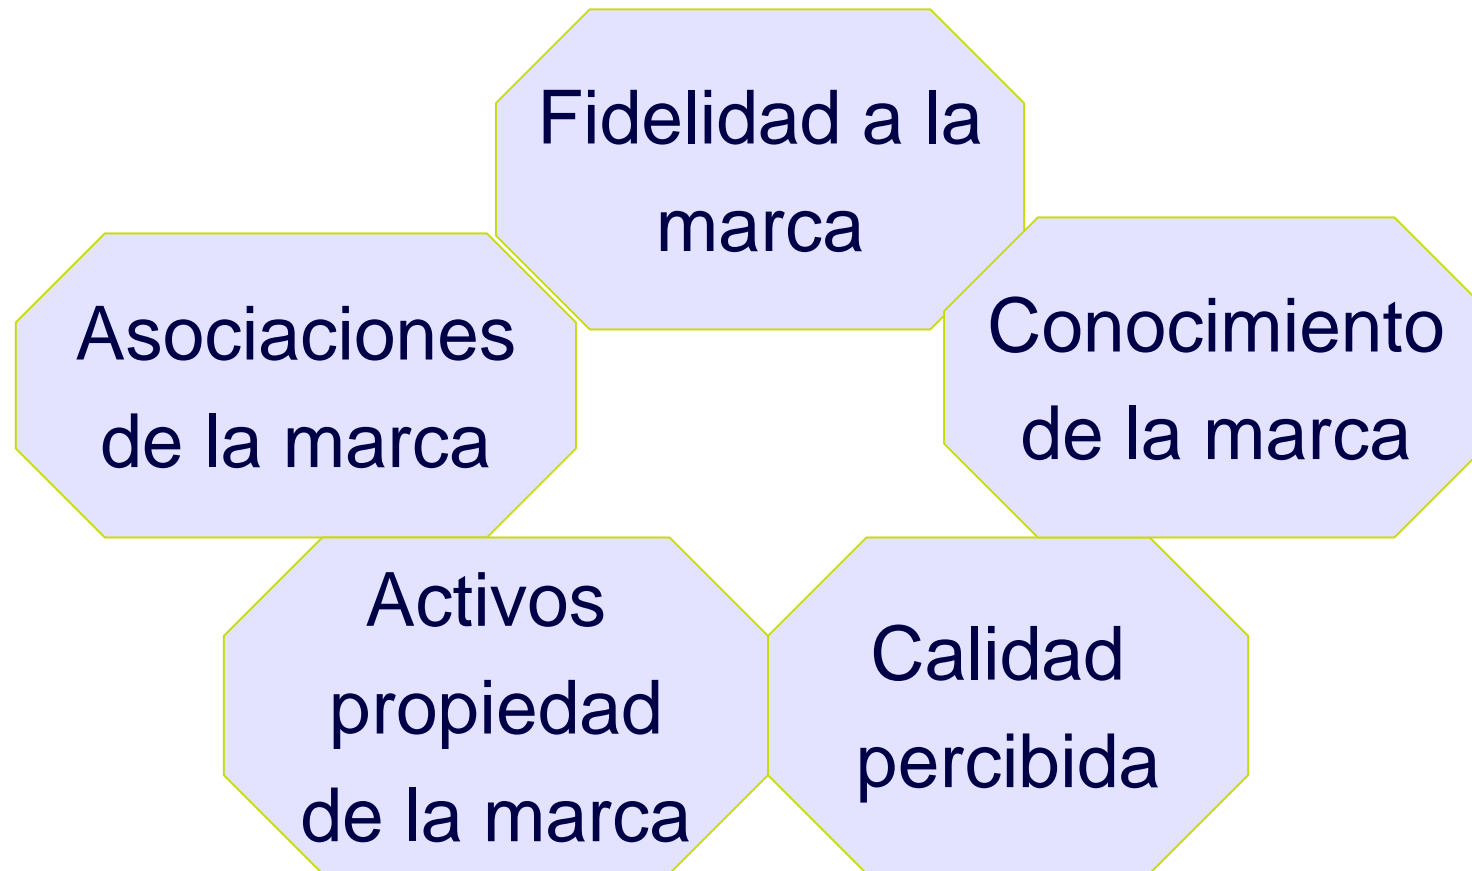 Fidelidad a la
marca
Asociaciones
de la marca
Conocimiento
de la marca
Activos
propiedad
de la marca
Calidad
percibida